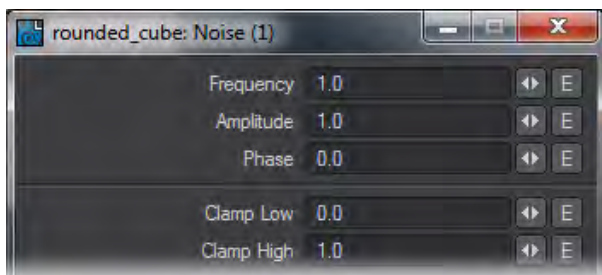 rounded_cube: Noise (1)
Frequency 1.0 E
Amplitude 1.0 E
Phase 0.0 E
Clamp Low 0.0 E
Clamp High 1.0 E